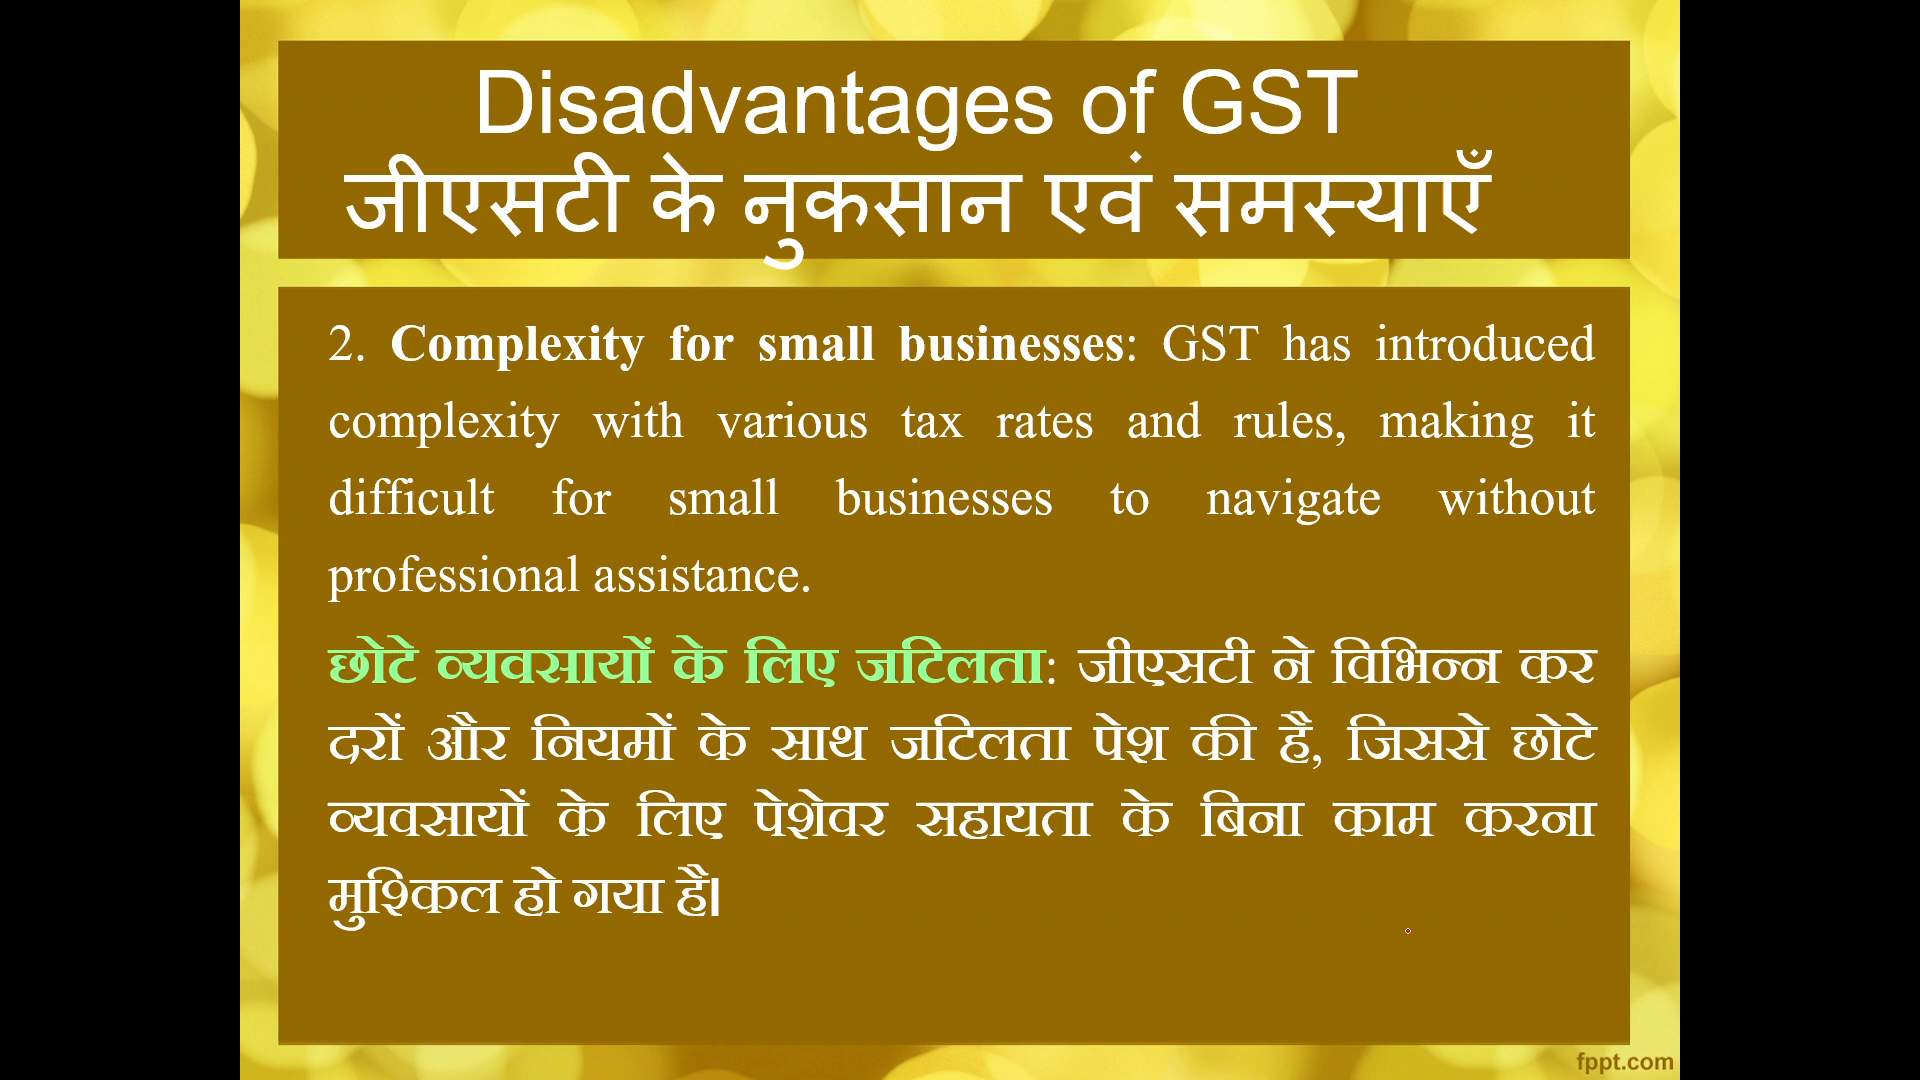 Disadvantages of GST
जीएसटी के नुकसान एवं समस्याएँ
2. Complexity for small businesses: GST has introduced
complexity with various tax rates and rules, making it
difficult for small businesses to navigate without
professional assistance.
छोटे व्यवसायों के लिए जटिलता: जीएसटी ने विभिन्न कर
दरों और नियमों के साथ जटिलता पेश की है, जिससे छोटे
व्यवसायों के लिए पेशेवर सहायता के बिना काम करना
मुश्किल हो गया है।
fppt.com